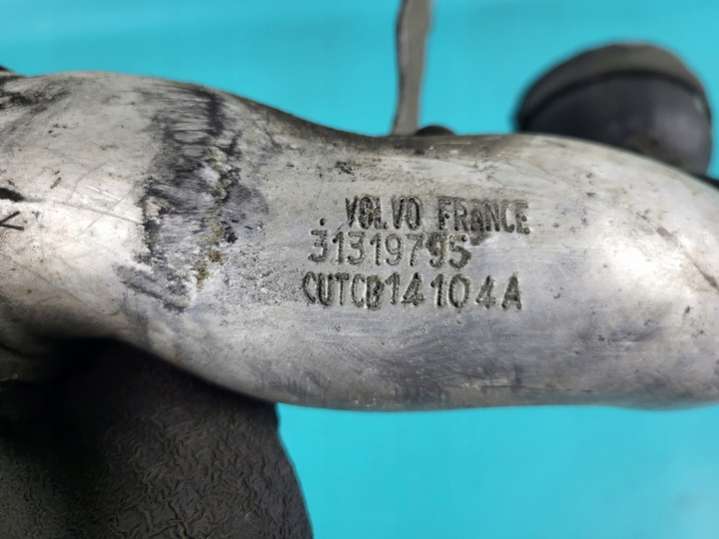 . VOLVO FRANCE
31319795
CUTCB14104A